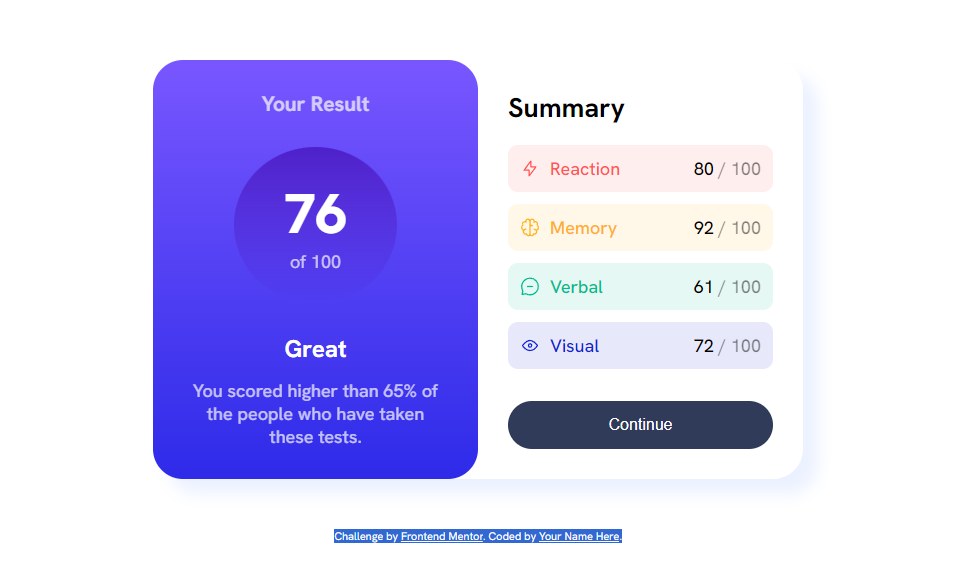 Your Result
76
of 100
Great
You scored higher than 65% of
the people who have taken
these tests.
Summary
Reaction 80 / 100
Memory 92 / 100
Verbal 61 / 100
Visual 72 / 100
Continue
Challenge by Frontend Mentor. Coded by Your Name Here.